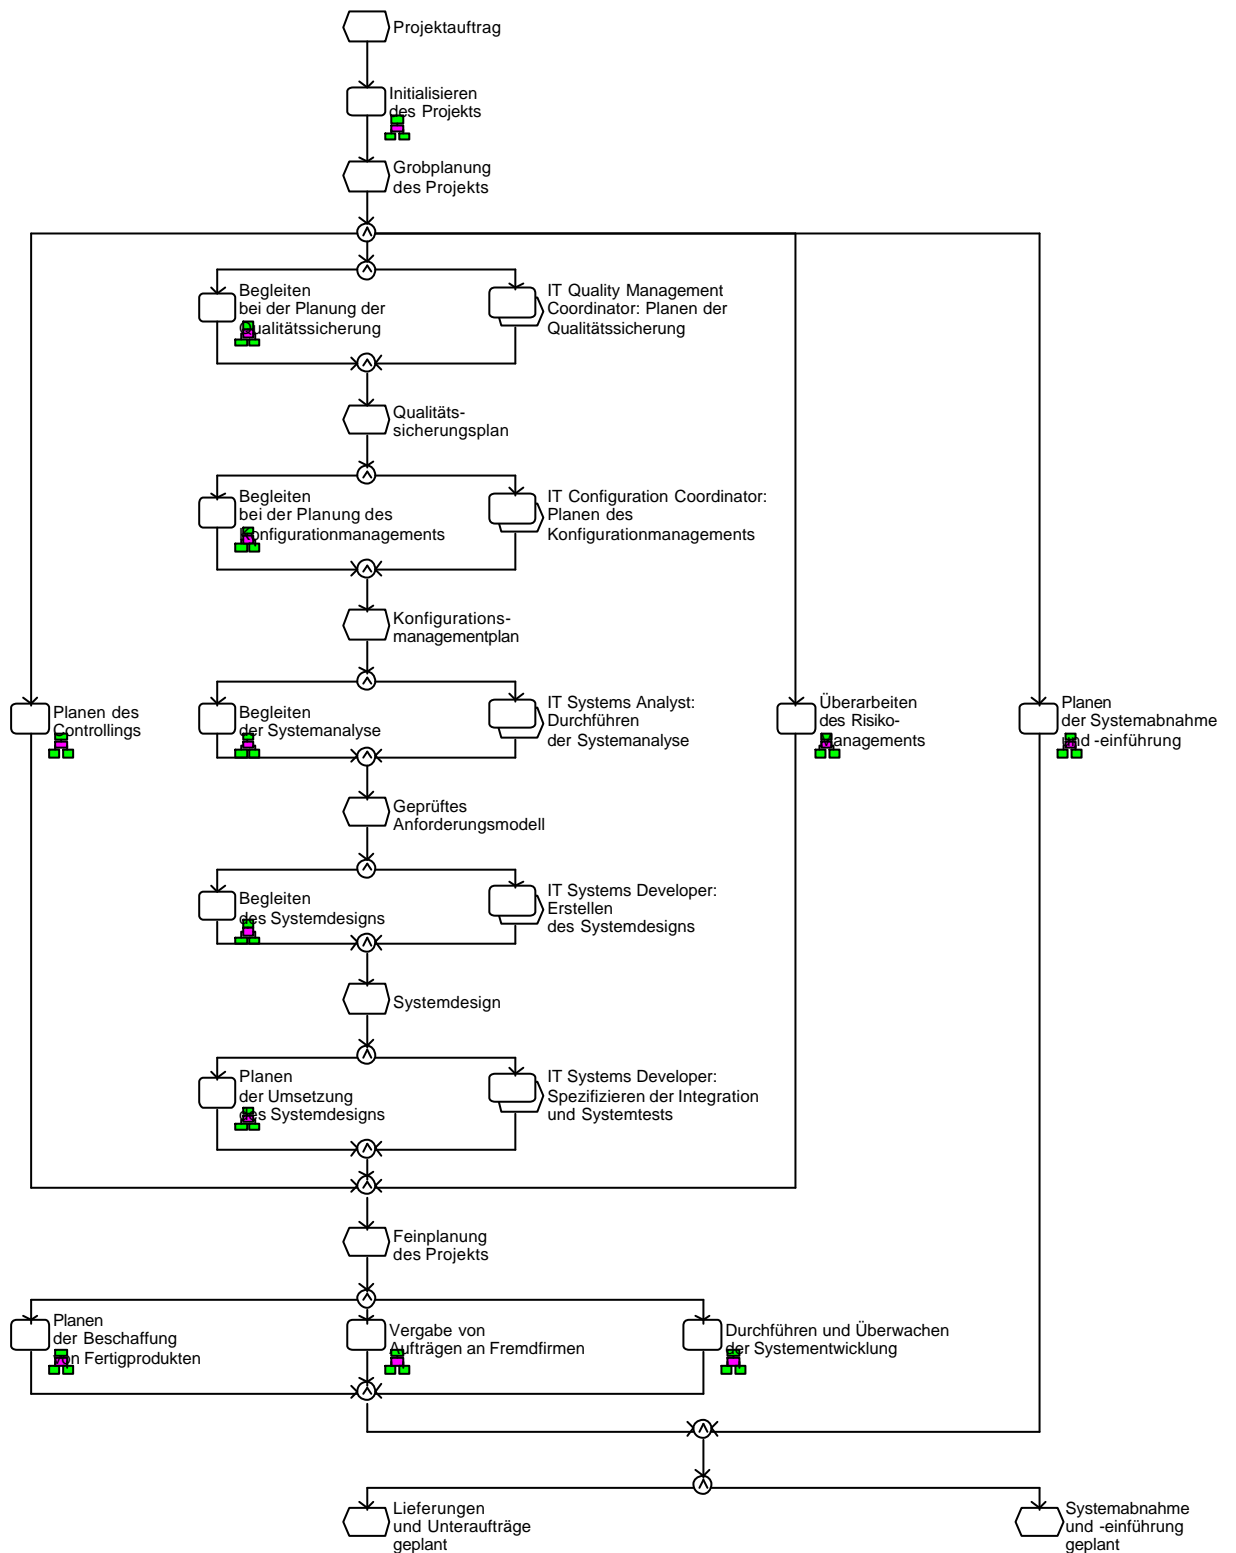 Projektauftrag
Initialisieren
des Projekts
Grobplanung
des Projekts
Begleiten
bei der Planung der
Qualitätssicherung
IT Quality Management
Coordinator: Planen der
Qualitätssicherung
Qualitäts-
sicherungsplan
Begleiten
bei der Planung des
Konfigurationmanagements
IT Configuration Coordinator:
Planen des
Konfigurationmanagements
Konfigurations-
managementplan
Planen des
Controllings
Begleiten
der Systemanalyse
IT Systems Analyst:
Durchführen
der Systemanalyse
Überarbeiten
des Risiko-
managements
Planen
der Systemabnahme
und -einführung
Geprüftes
Anforderungsmodell
Begleiten
des Systemdesigns
IT Systems Developer:
Erstellen
des Systemdesigns
Systemdesign
Planen
der Umsetzung
des Systemdesigns
IT Systems Developer:
Spezifizieren der Integration
und Systemtests
Feinplanung
des Projekts
Planen
der Beschaffung
von Fertigprodukten
Vergabe von
Aufträgen an Fremdfirmen
Durchführen und Überwachen
der Systementwicklung
Lieferungen
und Unteraufträge
geplant
Systemabnahme
und -einführung
geplant